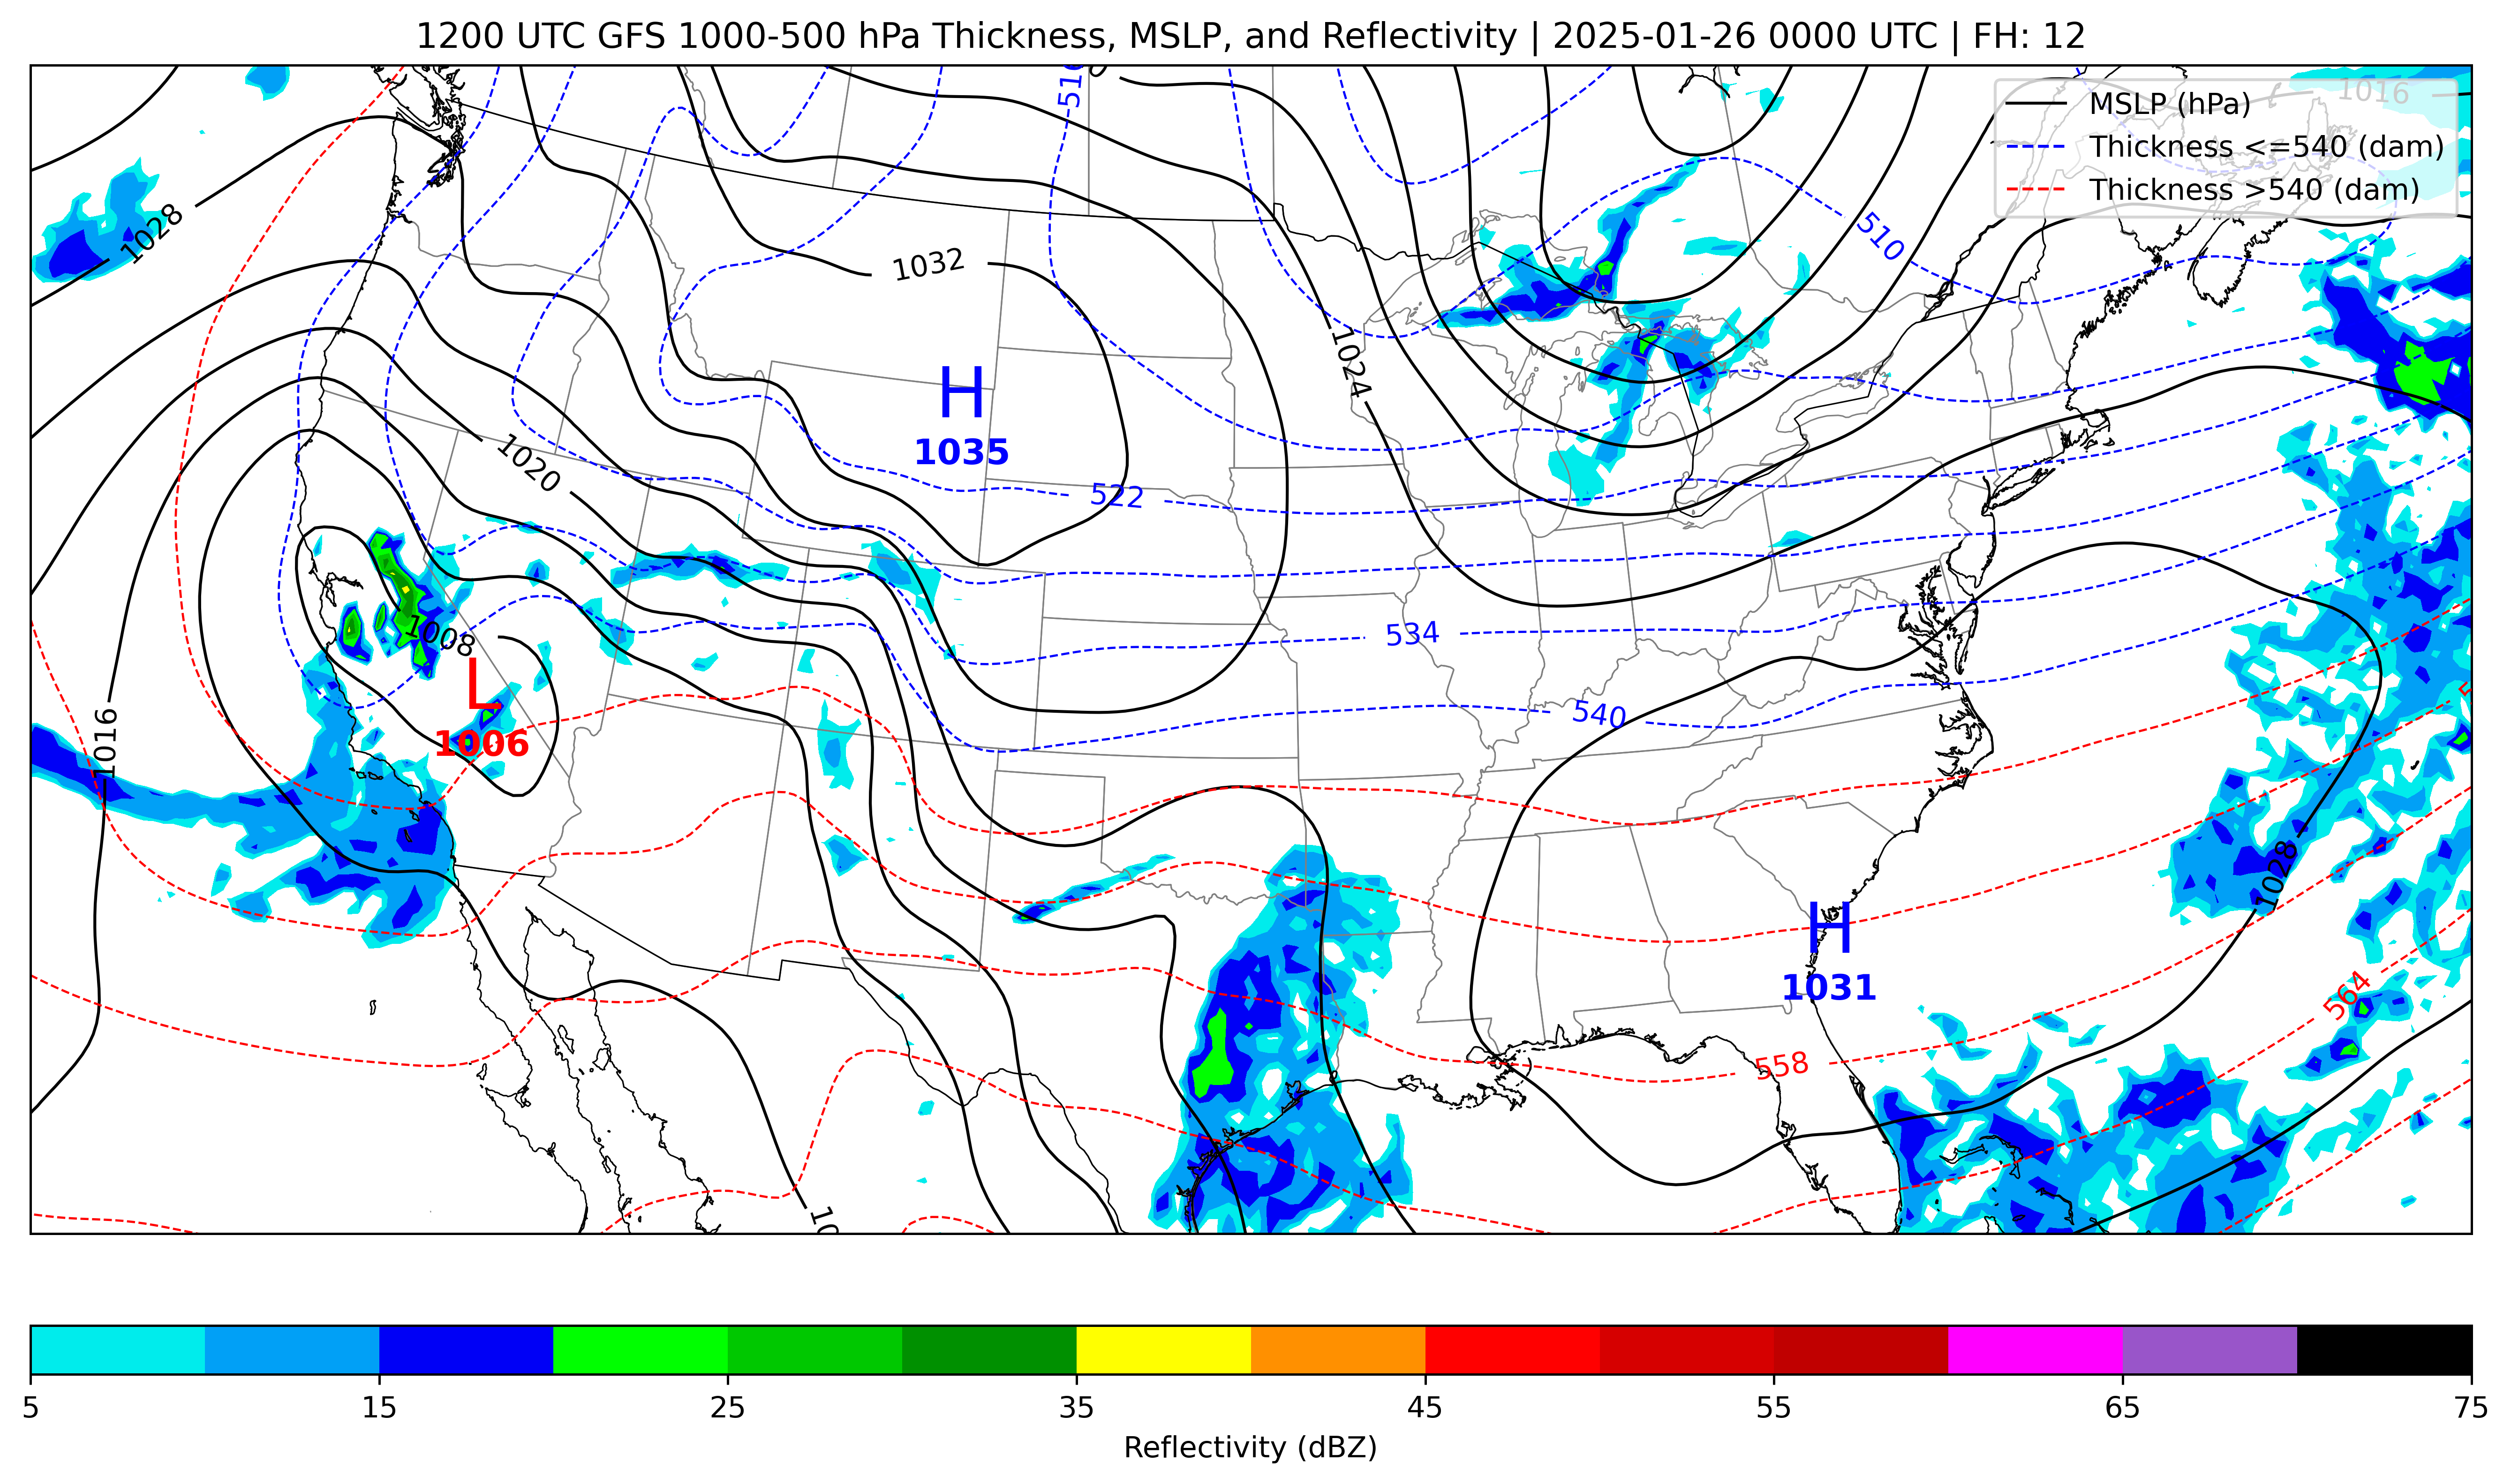 1200 UTC GFS 1000-500 hPa Thickness, MSLP, and Reflectivity | 2025-01-26 0000 UTC | FH: 12
MSLP (hPa)
Thickness <=540 (dam)
Thickness >540 (dam)
1016
510
1028
510
1032
1024
H
1035
1020
522
534
1008
L
1006
540
1016
1028
H
1031
564
558
5 15 25 35 45 55 65 75
Reflectivity (dBZ)